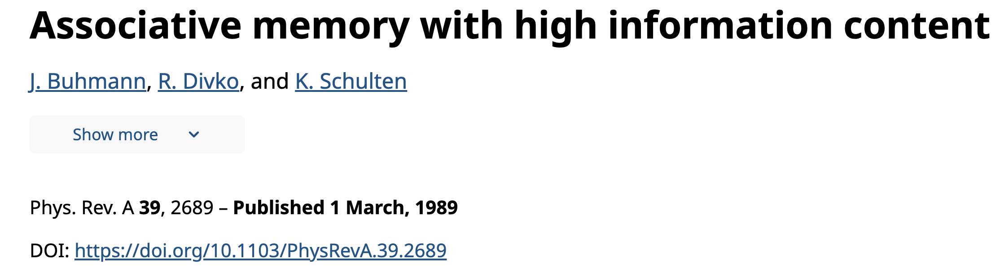 Associative memory with high information content
J. Buhmann, R. Divko, and K. Schulten
Show more
Phys. Rev. A 39, 2689 – Published 1 March, 1989
DOI: https://doi.org/10.1103/PhysRevA.39.2689